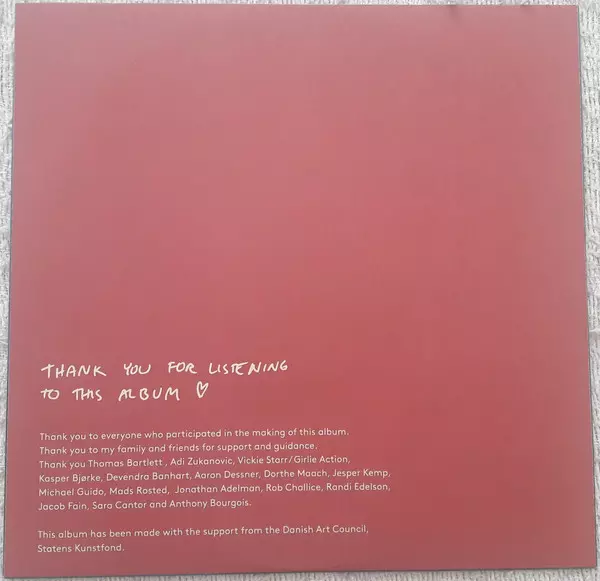 THANK YOU FOR LISTENING
TO THIS ALBUM ♡
Thank you to everyone who participated in the making of this album.
Thank you to my family and friends for support and guidance.
Thank you Thomas Bartlett , Adi Zukanovic, Vickie Starr/Girlie Action,
Kasper Bjørke, Devendra Banhart, Aaron Dessner, Dorthe Maach, Jesper Kemp,
Michael Guido, Mads Rosted, Jonathan Adelman, Rob Challice, Randi Edelson,
Jacob Fain, Sara Cantor and Anthony Bourgois.
This album has been made with the support from the Danish Art Council,
Statens Kunstfond.